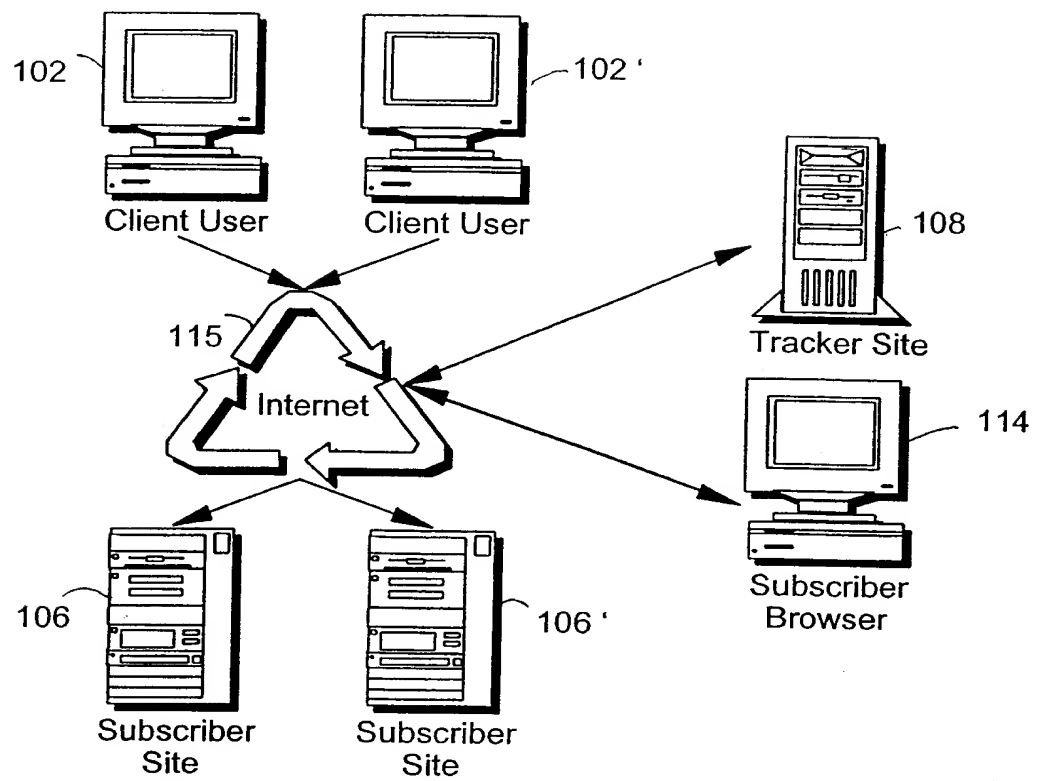 102
102 '
Client User
Client User
108
115
Tracker Site
Internet
114
Subscriber
Browser
106
106 '
Subscriber
Site
Subscriber
Site